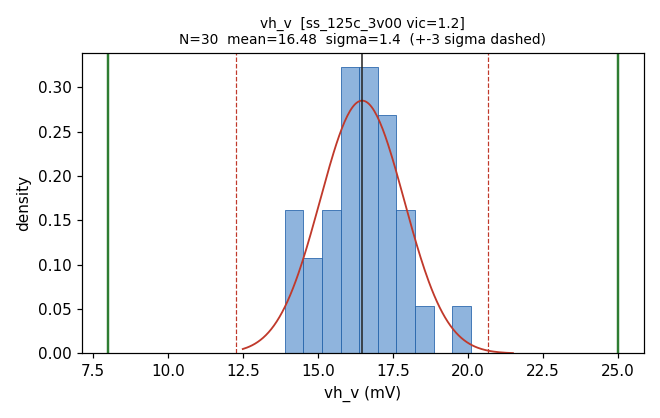 vh_v  [ss_125c_3v00 vic=1.2]
N=30  mean=16.48  sigma=1.4  (+-3 sigma dashed)
density
0.30
0.25
0.20
0.15
0.10
0.05
0.00
7.5 10.0 12.5 15.0 17.5 20.0 22.5 25.0
vh_v (mV)